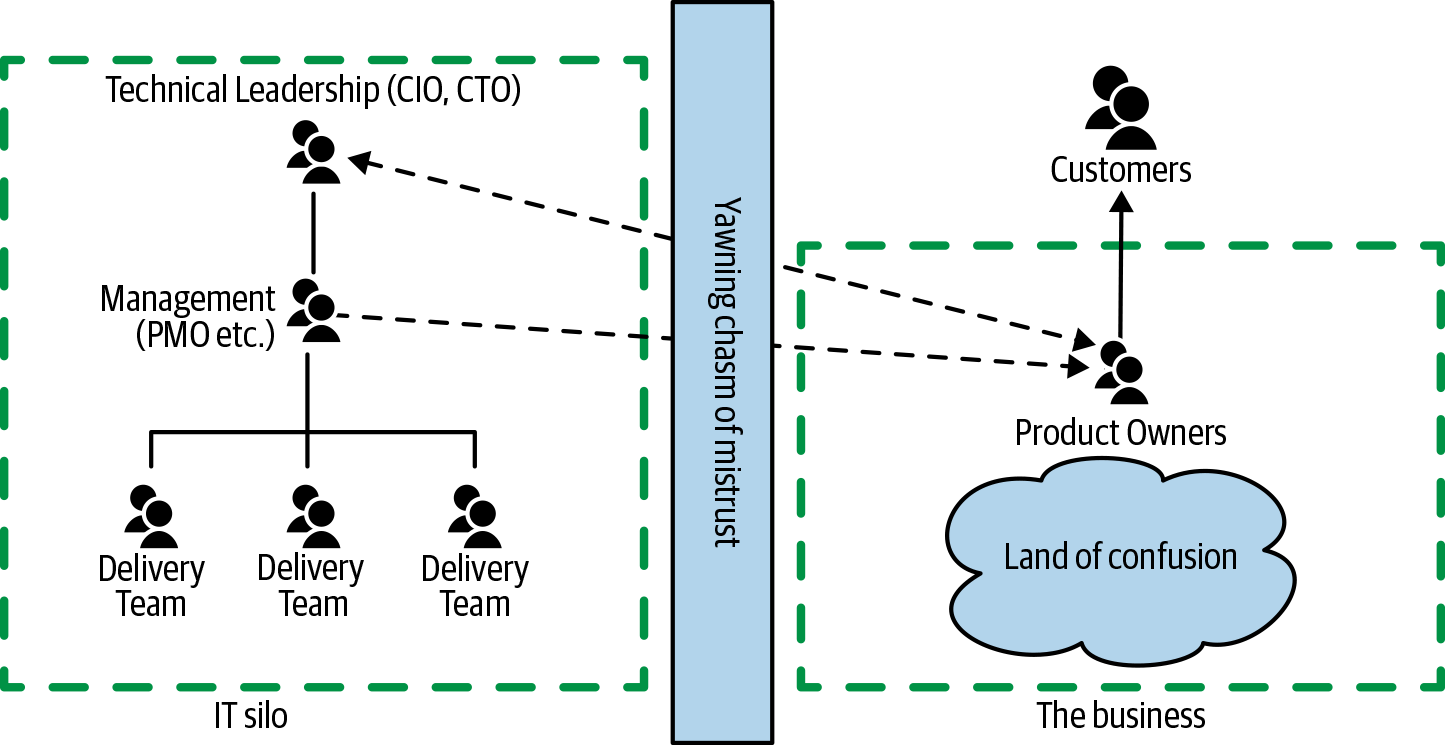 Technical Leadership (CIO, CTO)
Management
(PMO etc.)
Delivery
Team
Delivery
Team
Delivery
Team
IT silo
Yawning chasm of mistrust
Customers
Product Owners
Land of confusion
The business